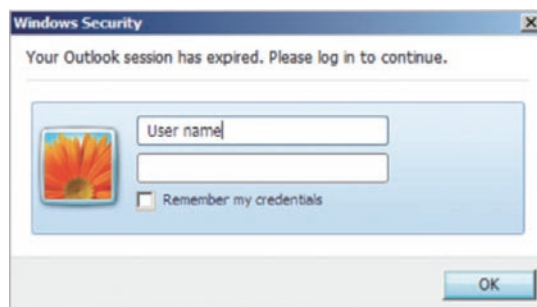 Windows Security
Your Outlook session has expired. Please log in to continue.
User name
Remember my credentials
OK